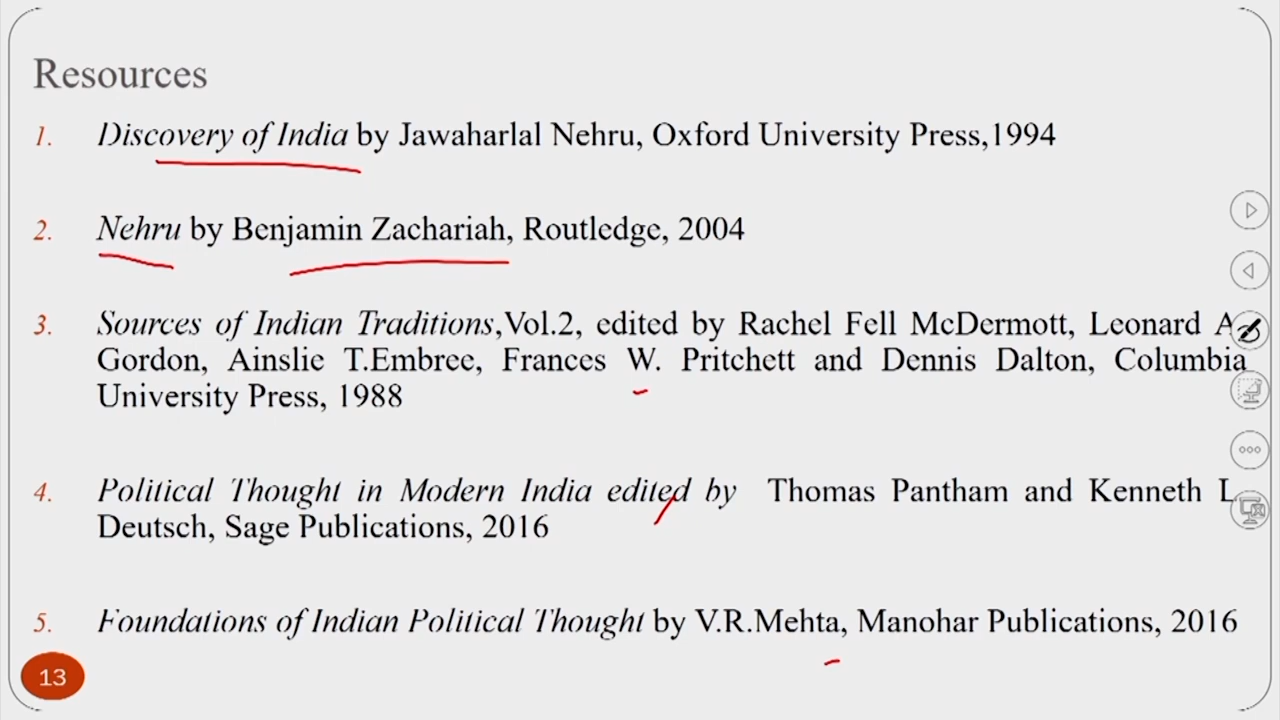 Resources
1. Discovery of India by Jawaharlal Nehru, Oxford University Press,1994
2. Nehru by Benjamin Zachariah, Routledge, 2004
3. Sources of Indian Traditions,Vol.2, edited by Rachel Fell McDermott, Leonard A.
Gordon, Ainslie T.Embree, Frances W. Pritchett and Dennis Dalton, Columbia
University Press, 1988
4. Political Thought in Modern India edited by Thomas Pantham and Kenneth L.
Deutsch, Sage Publications, 2016
5. Foundations of Indian Political Thought by V.R.Mehta, Manohar Publications, 2016
13